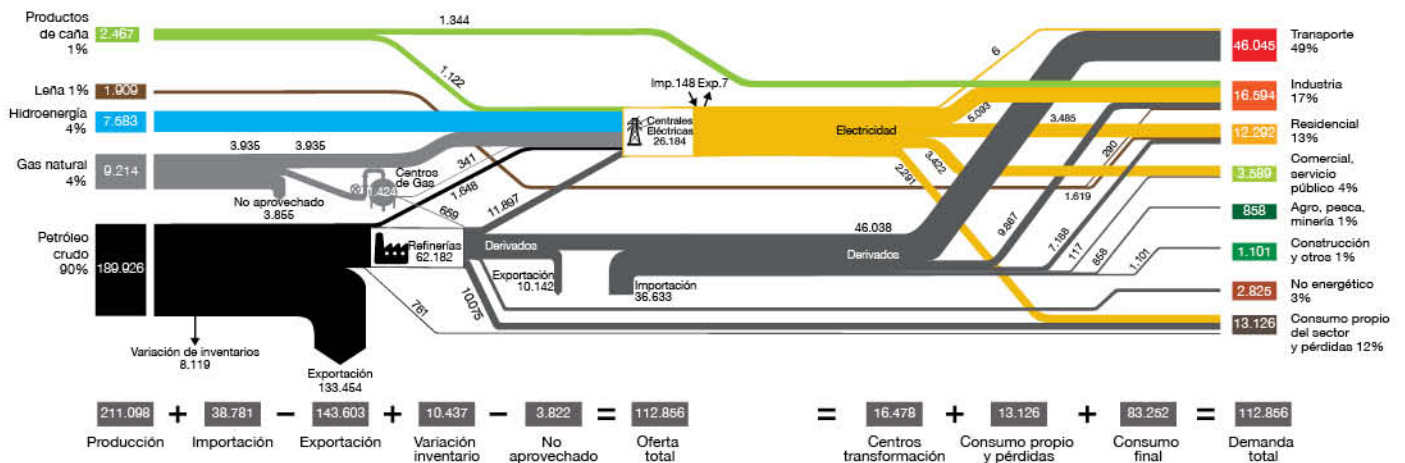 Productos
de caña
1%
2.467
1.344
1.122
Leña 1%
1.909
Hidroenergía
4%
7.583
Gas natural
4%
9.214
3.935
3.935
341
Centros
de Gas
1.424
No aprovechado
3.855
1.648
659
11.897
Petróleo
crudo
90%
189.926
Refinerías
62.182
Variación de inventarios
8.119
Exportación
133.454
761
10.075
Derivados
Exportación
10.142
Importación
36.633
46.038
Derivados
Imp.148 Exp.7
Centrales
Eléctricas
26.184
Electricidad
6
5.093
3.485
3.422
2.291
290
1.619
9.867
7.188
117
858
1.101
46.045
Transporte
49%
16.594
Industria
17%
12.292
Residencial
13%
3.589
Comercial,
servicio
público 4%
858
Agro, pesca,
minería 1%
1.101
Construcción
y otros 1%
2.825
No energético
3%
13.126
Consumo propio
del sector
y pérdidas 12%
211.098 + 38.781 − 143.603 + 10.437 − 3.822 = 112.856 = 16.478 + 13.126 + 83.252 = 112.856
Producción Importación Exportación Variación inventario No aprovechado Oferta total Centros transformación Consumo propio y pérdidas Consumo final Demanda total